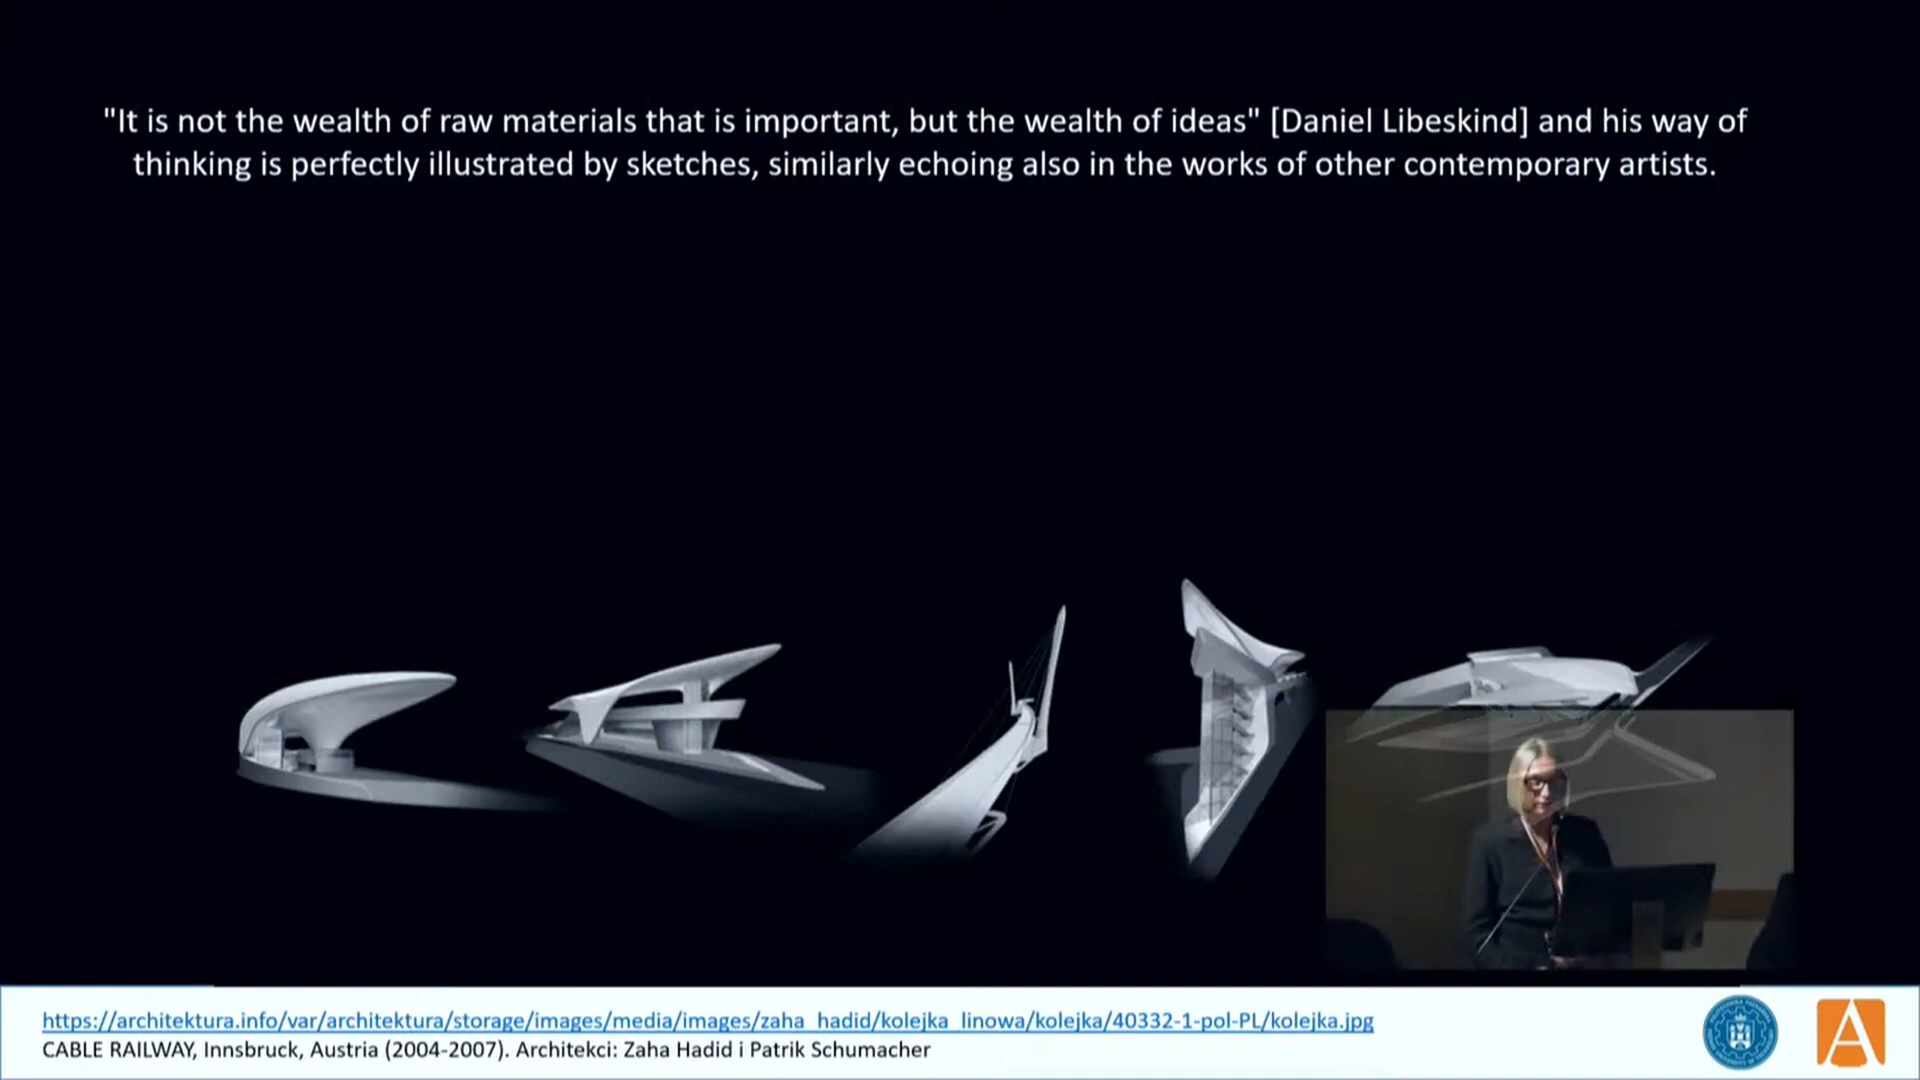 "It is not the wealth of raw materials that is important, but the wealth of ideas" [Daniel Libeskind] and his way of
thinking is perfectly illustrated by sketches, similarly echoing also in the works of other contemporary artists.
https://architektura.info/var/architektura/storage/images/media/images/zaha_hadid/kolejka_linowa/kolejka/40332-1-pol-PL/kolejka.jpg
CABLE RAILWAY, Innsbruck, Austria (2004-2007). Architekci: Zaha Hadid i Patrik Schumacher
A